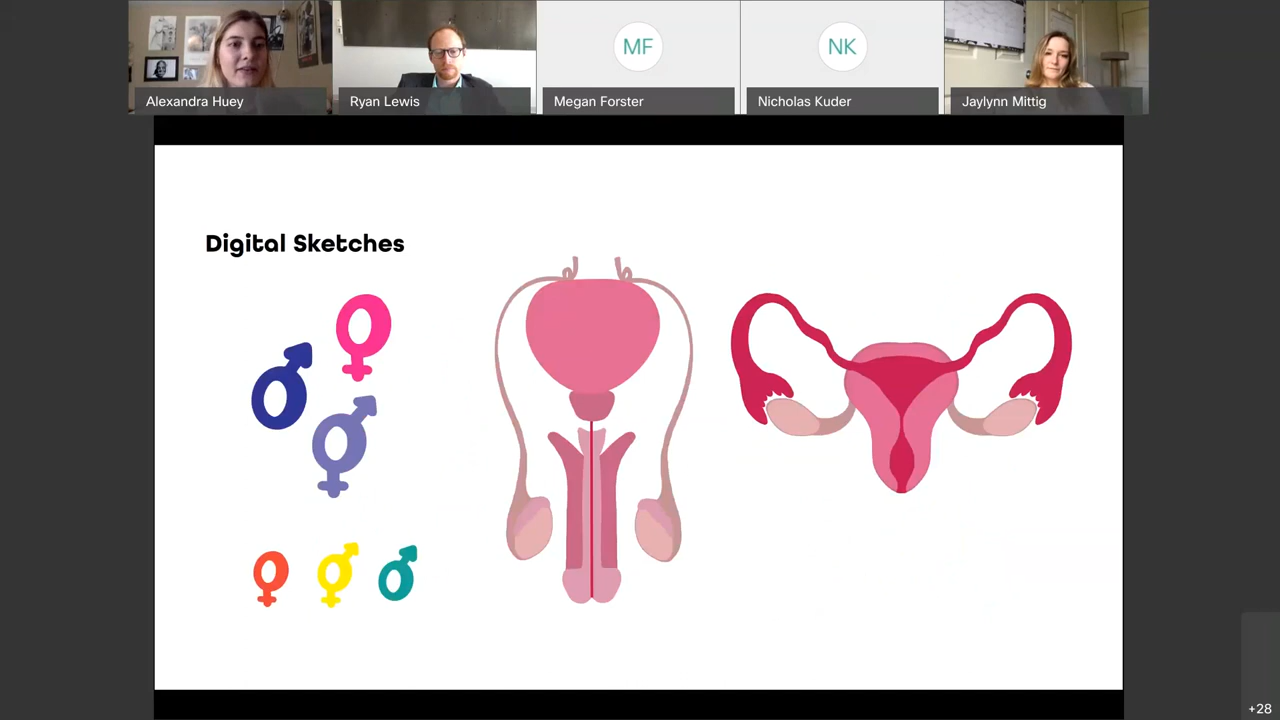 MF
NK
Alexandra Huey
Ryan Lewis
Megan Forster
Nicholas Kuder
Jaylynn Mittig
Digital Sketches
+28